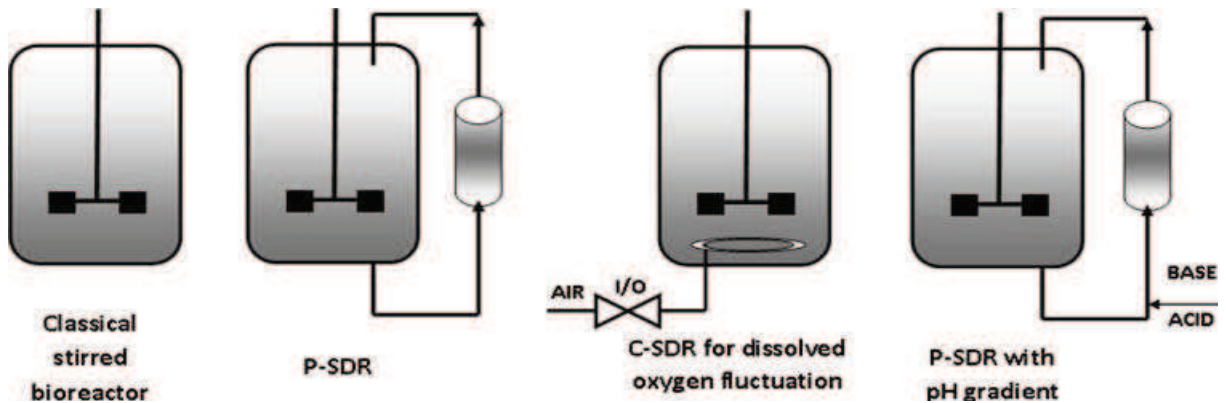 Classical
stirred
bioreactor
P-SDR
AIR
I/O
C-SDR for dissolved
oxygen fluctuation
BASE
ACID
P-SDR with
pH gradient